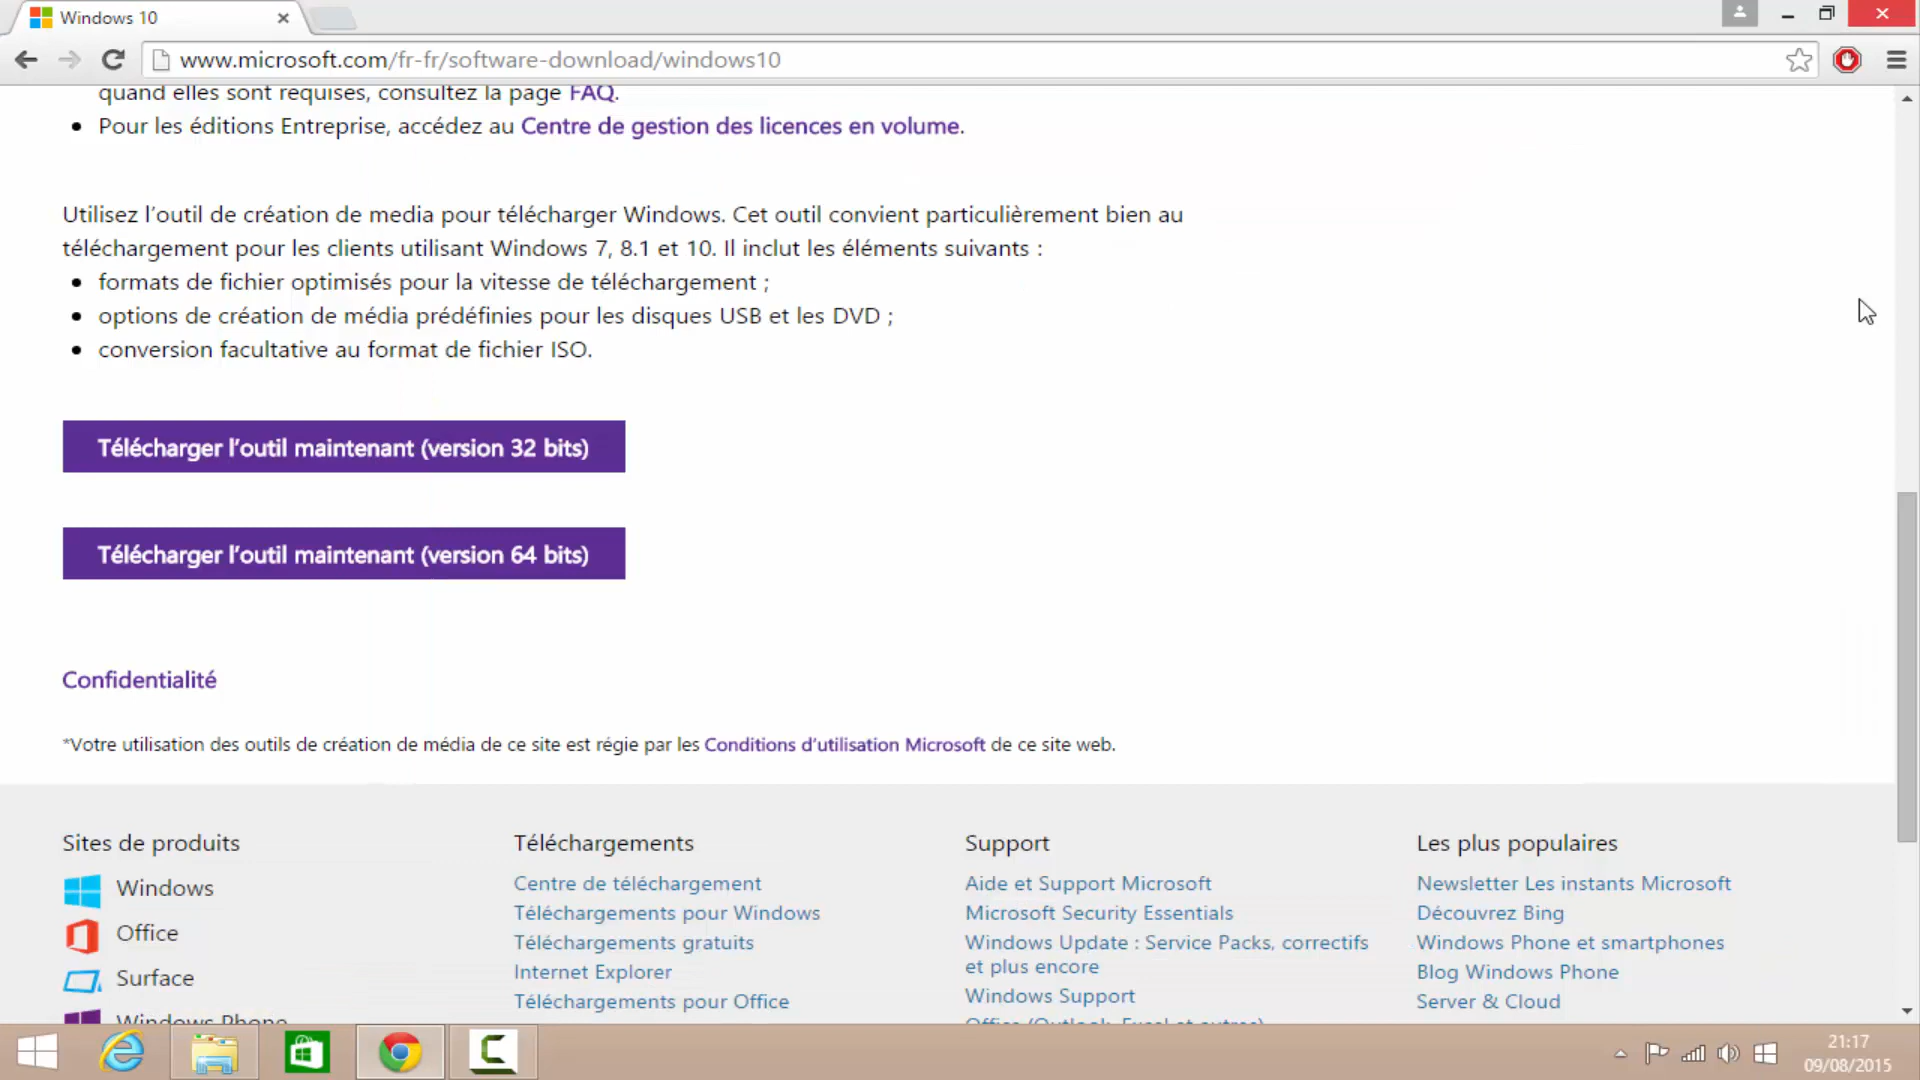 Windows 10
www.microsoft.com/fr-fr/software-download/windows10
quand elles sont requises, consultez la page FAQ.
Pour les éditions Entreprise, accédez au Centre de gestion des licences en volume.
Utilisez l'outil de création de media pour télécharger Windows. Cet outil convient particulièrement bien au
téléchargement pour les clients utilisant Windows 7, 8.1 et 10. Il inclut les éléments suivants :
formats de fichier optimisés pour la vitesse de téléchargement ;
options de création de média prédéfinies pour les disques USB et les DVD ;
conversion facultative au format de fichier ISO.
Télécharger l'outil maintenant (version 32 bits)
Télécharger l'outil maintenant (version 64 bits)
Confidentialité
*Votre utilisation des outils de création de média de ce site est régie par les Conditions d'utilisation Microsoft de ce site web.
Sites de produits
Windows
Office
Surface
Windows Phone
Téléchargements
Centre de téléchargement
Téléchargements pour Windows
Téléchargements gratuits
Internet Explorer
Téléchargements pour Office
Support
Aide et Support Microsoft
Microsoft Security Essentials
Windows Update : Service Packs, correctifs
et plus encore
Windows Support
Office (Outlook, Excel et autres)
Les plus populaires
Newsletter Les instants Microsoft
Découvrez Bing
Windows Phone et smartphones
Blog Windows Phone
Server & Cloud
21:17
09/08/2015